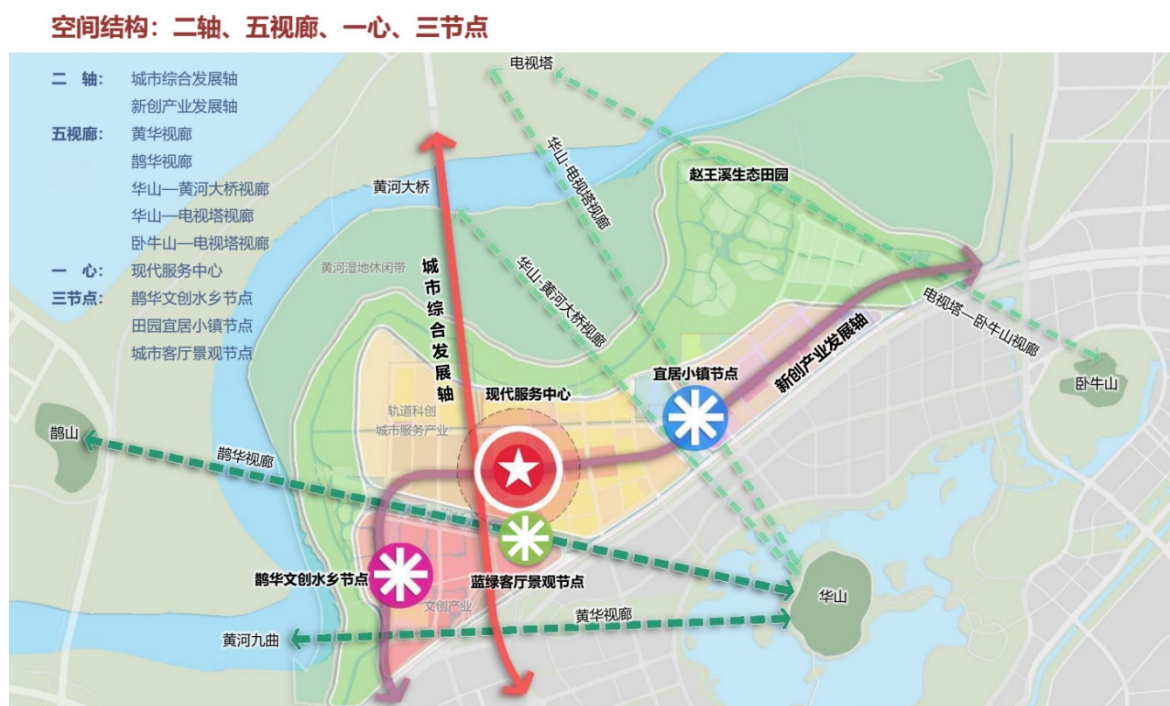 空间结构：二轴、五视廊、一心、三节点
二 轴： 城市综合发展轴
新创产业发展轴
五视廊： 黄华视廊
鹊华视廊
华山—黄河大桥视廊
华山—电视塔视廊
卧牛山—电视塔视廊
一 心： 现代服务中心
三节点： 鹊华文创水乡节点
田园宜居小镇节点
城市客厅景观节点
电视塔
华山-电视塔视廊
赵王溪生态田园
黄河大桥
黄河湿地休闲带
城市综合发展轴
华山-黄河大桥视廊
电视塔—卧牛山视廊
新创产业发展轴
卧牛山
宜居小镇节点
现代服务中心
轨道科创
城市服务产业
鹊山
鹊华视廊
鹊华文创水乡节点
蓝绿客厅景观节点
文创产业
华山
黄华视廊
黄河九曲